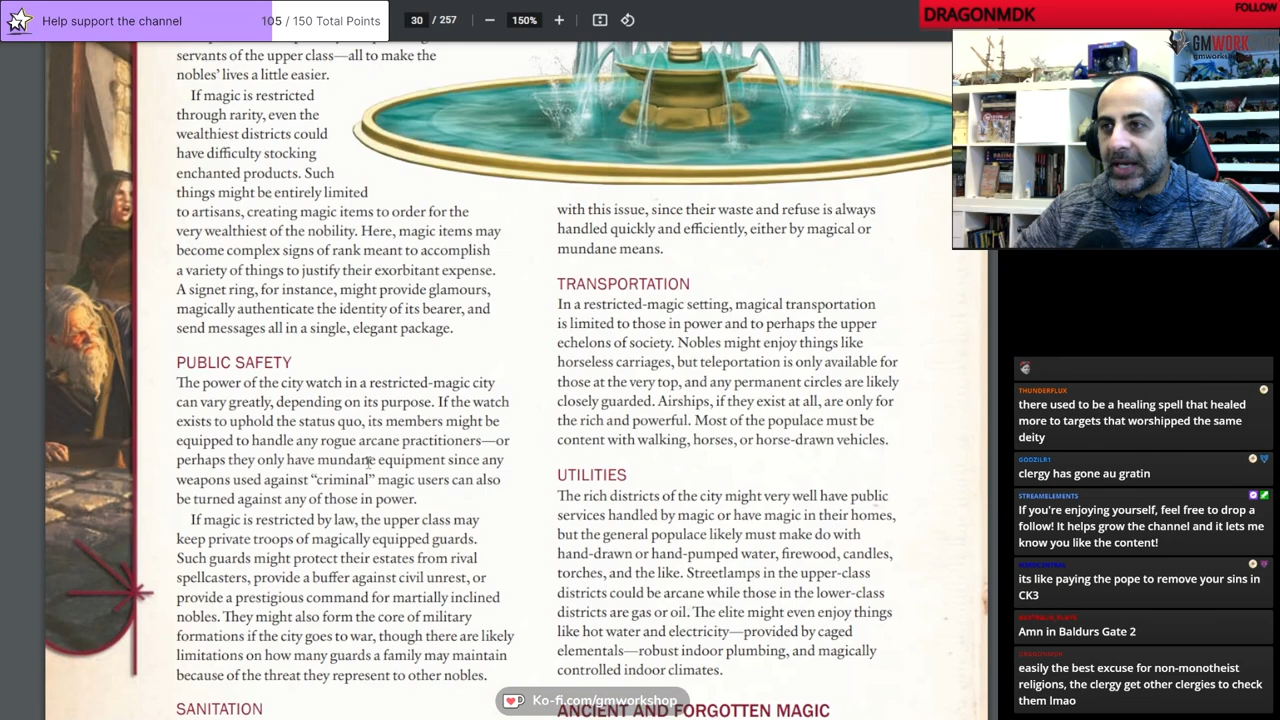 Help support the channel
105 / 150 Total Points
30 / 257
150%
DRAGONMDK
FOLLOW
GMWORK
servants of the upper class—all to make the
nobles' lives a little easier.
If magic is restricted
through rarity, even the
wealthiest districts could
have difficulty stocking
enchanted products. Such
things might be entirely limited
to artisans, creating magic items to order for the
very wealthiest of the nobility. Here, magic items may
become complex signs of rank meant to accomplish
a variety of things to justify their exorbitant expense.
A signet ring, for instance, might provide glamours,
magically authenticate the identity of its bearer, and
send messages all in a single, elegant package.
PUBLIC SAFETY
The power of the city watch in a restricted-magic city
can vary greatly, depending on its purpose. If the watch
exists to uphold the status quo, its members might be
equipped to handle any rogue arcane practitioners—or
perhaps they only have mundane equipment since any
weapons used against “criminal” magic users can also
be turned against any of those in power.
If magic is restricted by law, the upper class may
keep private troops of magically equipped guards.
Such guards might protect their estates from rival
spellcasters, provide a buffer against civil unrest, or
provide a prestigious command for martially inclined
nobles. They might also form the core of military
formations if the city goes to war, though there are likely
limitations on how many guards a family may maintain
because of the threat they represent to other nobles.
SANITATION
with this issue, since their waste and refuse is always
handled quickly and efficiently, either by magical or
mundane means.
TRANSPORTATION
In a restricted-magic setting, magical transportation
is limited to those in power and to perhaps the upper
echelons of society. Nobles might enjoy things like
horseless carriages, but teleportation is only available for
those at the very top, and any permanent circles are likely
closely guarded. Airships, if they exist at all, are only for
the rich and powerful. Most of the populace must be
content with walking, horses, or horse-drawn vehicles.
UTILITIES
The rich districts of the city might very well have public
services handled by magic or have magic in their homes,
but the general populace likely must make do with
hand-drawn or hand-pumped water, firewood, candles,
torches, and the like. Streetlamps in the upper-class
districts could be arcane while those in the lower-class
districts are gas or oil. The elite might even enjoy things
like hot water and electricity—provided by caged
elementals—robust indoor plumbing, and magically
controlled indoor climates.
ANCIENT AND FORGOTTEN MAGIC
Ko-fi.com/gmworkshop
THUNDERFLUX
there used to be a healing spell that healed
more to targets that worshipped the same
deity
GODZILR1
clergy has gone au gratin
STREAMELEMENTS
If you're enjoying yourself, feel free to drop a
follow! It helps grow the channel and it lets me
know you like the content!
its like paying the pope to remove your sins in
CK3
Amn in Baldurs Gate 2
DRAGONMDK
easily the best excuse for non-monotheist
religions, the clergy get other clergies to check
them lmao